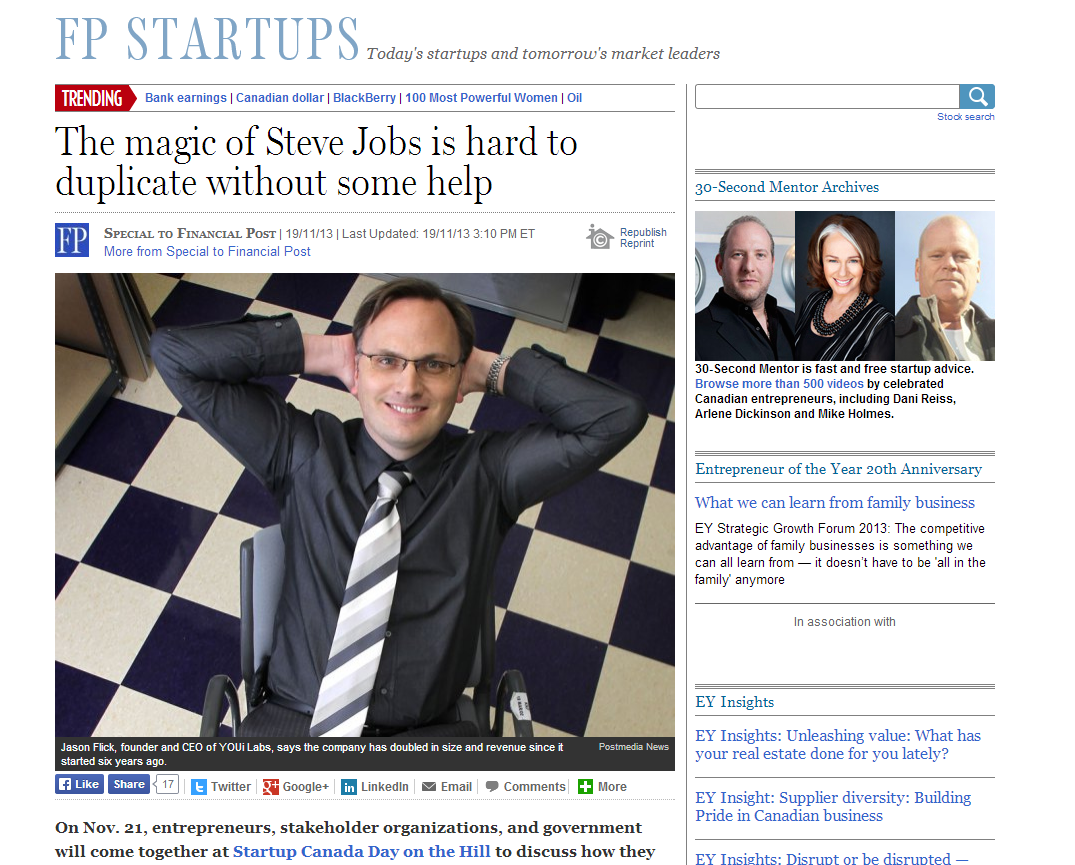 FP STARTUPS Today's startups and tomorrow's market leaders
TRENDING Bank earnings | Canadian dollar | BlackBerry | 100 Most Powerful Women | Oil
The magic of Steve Jobs is hard to
duplicate without some help
FP
SPECIAL TO FINANCIAL POST | 19/11/13 | Last Updated: 19/11/13 3:10 PM ET
More from Special to Financial Post
Republish
Reprint
Jason Flick, founder and CEO of YOUi Labs, says the company has doubled in size and revenue since it
started six years ago.
Postmedia News
Like Share 17 Twitter Google+ LinkedIn Email Comments More
On Nov. 21, entrepreneurs, stakeholder organizations, and government
will come together at Startup Canada Day on the Hill to discuss how they
Stock search
30-Second Mentor Archives
30-Second Mentor is fast and free startup advice.
Browse more than 500 videos by celebrated
Canadian entrepreneurs, including Dani Reiss,
Arlene Dickinson and Mike Holmes.
Entrepreneur of the Year 20th Anniversary
What we can learn from family business
EY Strategic Growth Forum 2013: The competitive
advantage of family businesses is something we
can all learn from — it doesn't have to be 'all in the
family' anymore
In association with
EY Insights
EY Insights: Unleashing value: What has
your real estate done for you lately?
EY Insight: Supplier diversity: Building
Pride in Canadian business
EY Insights: Disrupt or be disrupted —